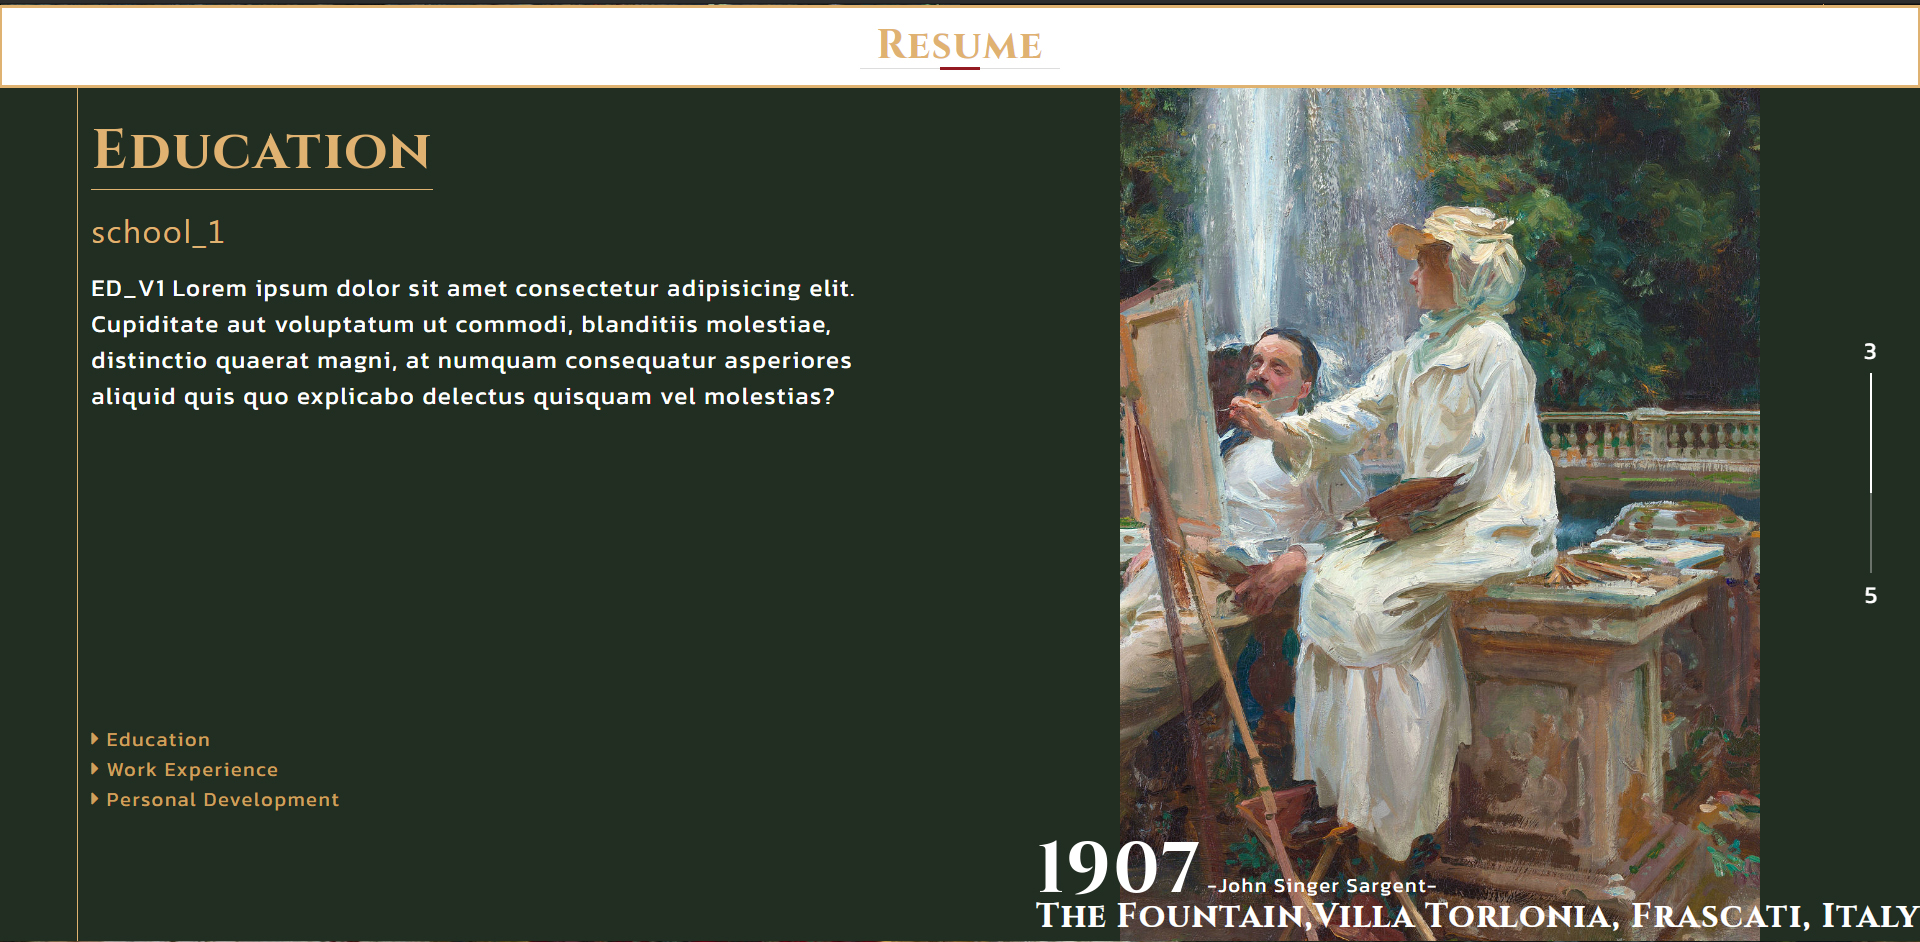 Resume
Education
school_1
ED_V1 Lorem ipsum dolor sit amet consectetur adipisicing elit.
Cupiditate aut voluptatum ut commodi, blanditiis molestiae,
distinctio quaerat magni, at numquam consequatur asperiores
aliquid quis quo explicabo delectus quisquam vel molestias?
Education
Work Experience
Personal Development
3
5
1907 -John Singer Sargent-
The Fountain,Villa Torlonia, Frascati, Italy